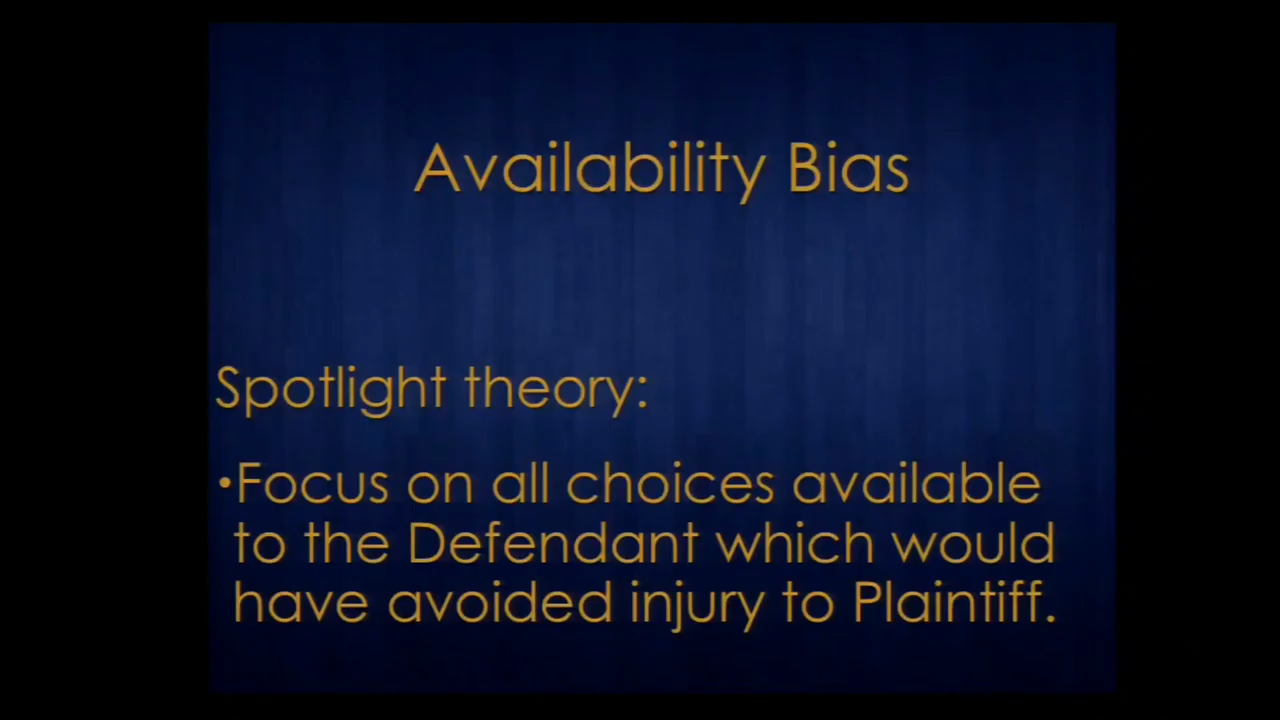 Availability Bias
Spotlight theory:
•Focus on all choices available
to the Defendant which would
have avoided injury to Plaintiff.